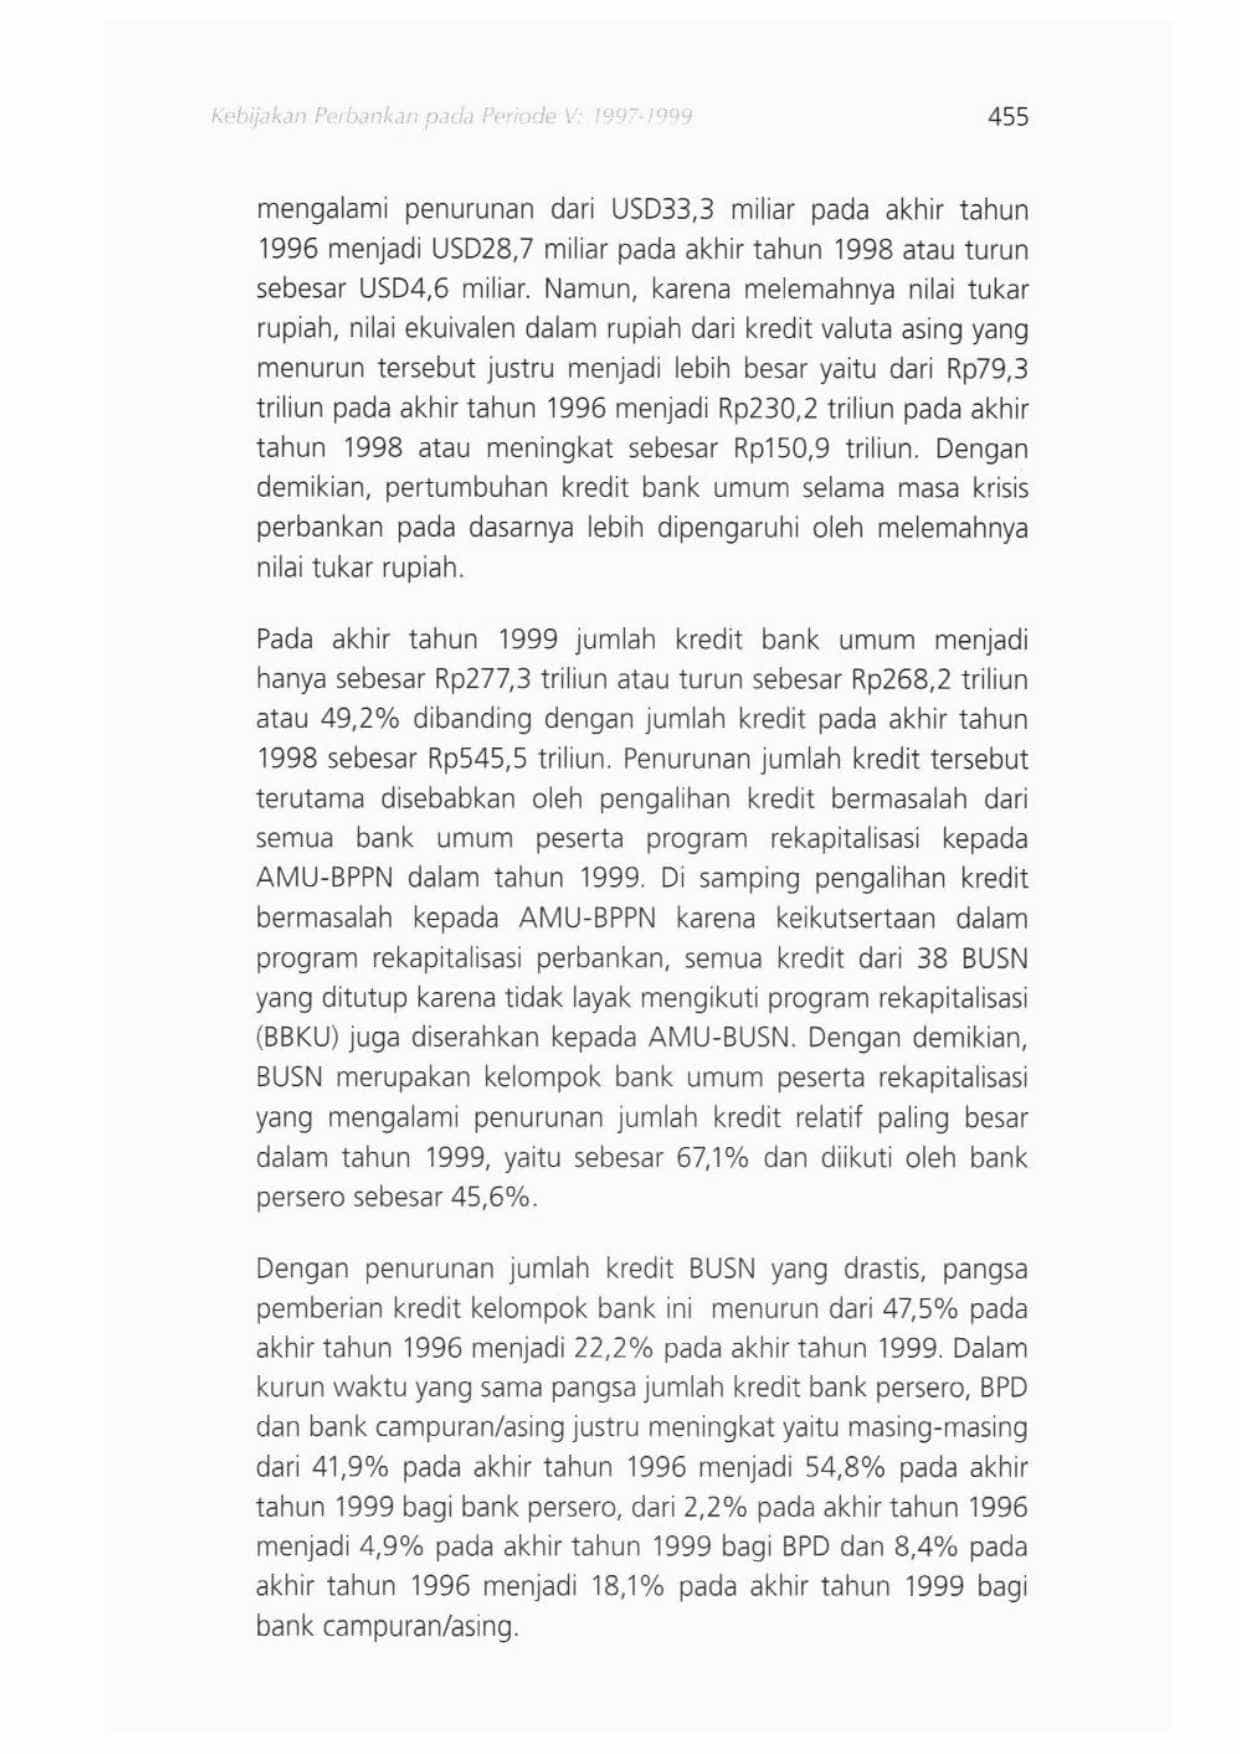 Kebijakan Perbankan pada Periode V: 1997-1999 455
mengalami penurunan dari USD33,3 miliar pada akhir tahun
1996 menjadi USD28,7 miliar pada akhir tahun 1998 atau turun
sebesar USD4,6 miliar. Namun, karena melemahnya nilai tukar
rupiah, nilai ekuivalen dalam rupiah dari kredit valuta asing yang
menurun tersebut justru menjadi lebih besar yaitu dari Rp79,3
triliun pada akhir tahun 1996 menjadi Rp230,2 triliun pada akhir
tahun 1998 atau meningkat sebesar Rp150,9 triliun. Dengan
demikian, pertumbuhan kredit bank umum selama masa krisis
perbankan pada dasarnya lebih dipengaruhi oleh melemahnya
nilai tukar rupiah.
Pada akhir tahun 1999 jumlah kredit bank umum menjadi
hanya sebesar Rp277,3 triliun atau turun sebesar Rp268,2 triliun
atau 49,2% dibanding dengan jumlah kredit pada akhir tahun
1998 sebesar Rp545,5 triliun. Penurunan jumlah kredit tersebut
terutama disebabkan oleh pengalihan kredit bermasalah dari
semua bank umum peserta program rekapitalisasi kepada
AMU-BPPN dalam tahun 1999. Di samping pengalihan kredit
bermasalah kepada AMU-BPPN karena keikutsertaan dalam
program rekapitalisasi perbankan, semua kredit dari 38 BUSN
yang ditutup karena tidak layak mengikuti program rekapitalisasi
(BBKU) juga diserahkan kepada AMU-BUSN. Dengan demikian,
BUSN merupakan kelompok bank umum peserta rekapitalisasi
yang mengalami penurunan jumlah kredit relatif paling besar
dalam tahun 1999, yaitu sebesar 67,1% dan diikuti oleh bank
persero sebesar 45,6%.
Dengan penurunan jumlah kredit BUSN yang drastis, pangsa
pemberian kredit kelompok bank ini menurun dari 47,5% pada
akhir tahun 1996 menjadi 22,2% pada akhir tahun 1999. Dalam
kurun waktu yang sama pangsa jumlah kredit bank persero, BPD
dan bank campuran/asing justru meningkat yaitu masing-masing
dari 41,9% pada akhir tahun 1996 menjadi 54,8% pada akhir
tahun 1999 bagi bank persero, dari 2,2% pada akhir tahun 1996
menjadi 4,9% pada akhir tahun 1999 bagi BPD dan 8,4% pada
akhir tahun 1996 menjadi 18,1% pada akhir tahun 1999 bagi
bank campuran/asing.